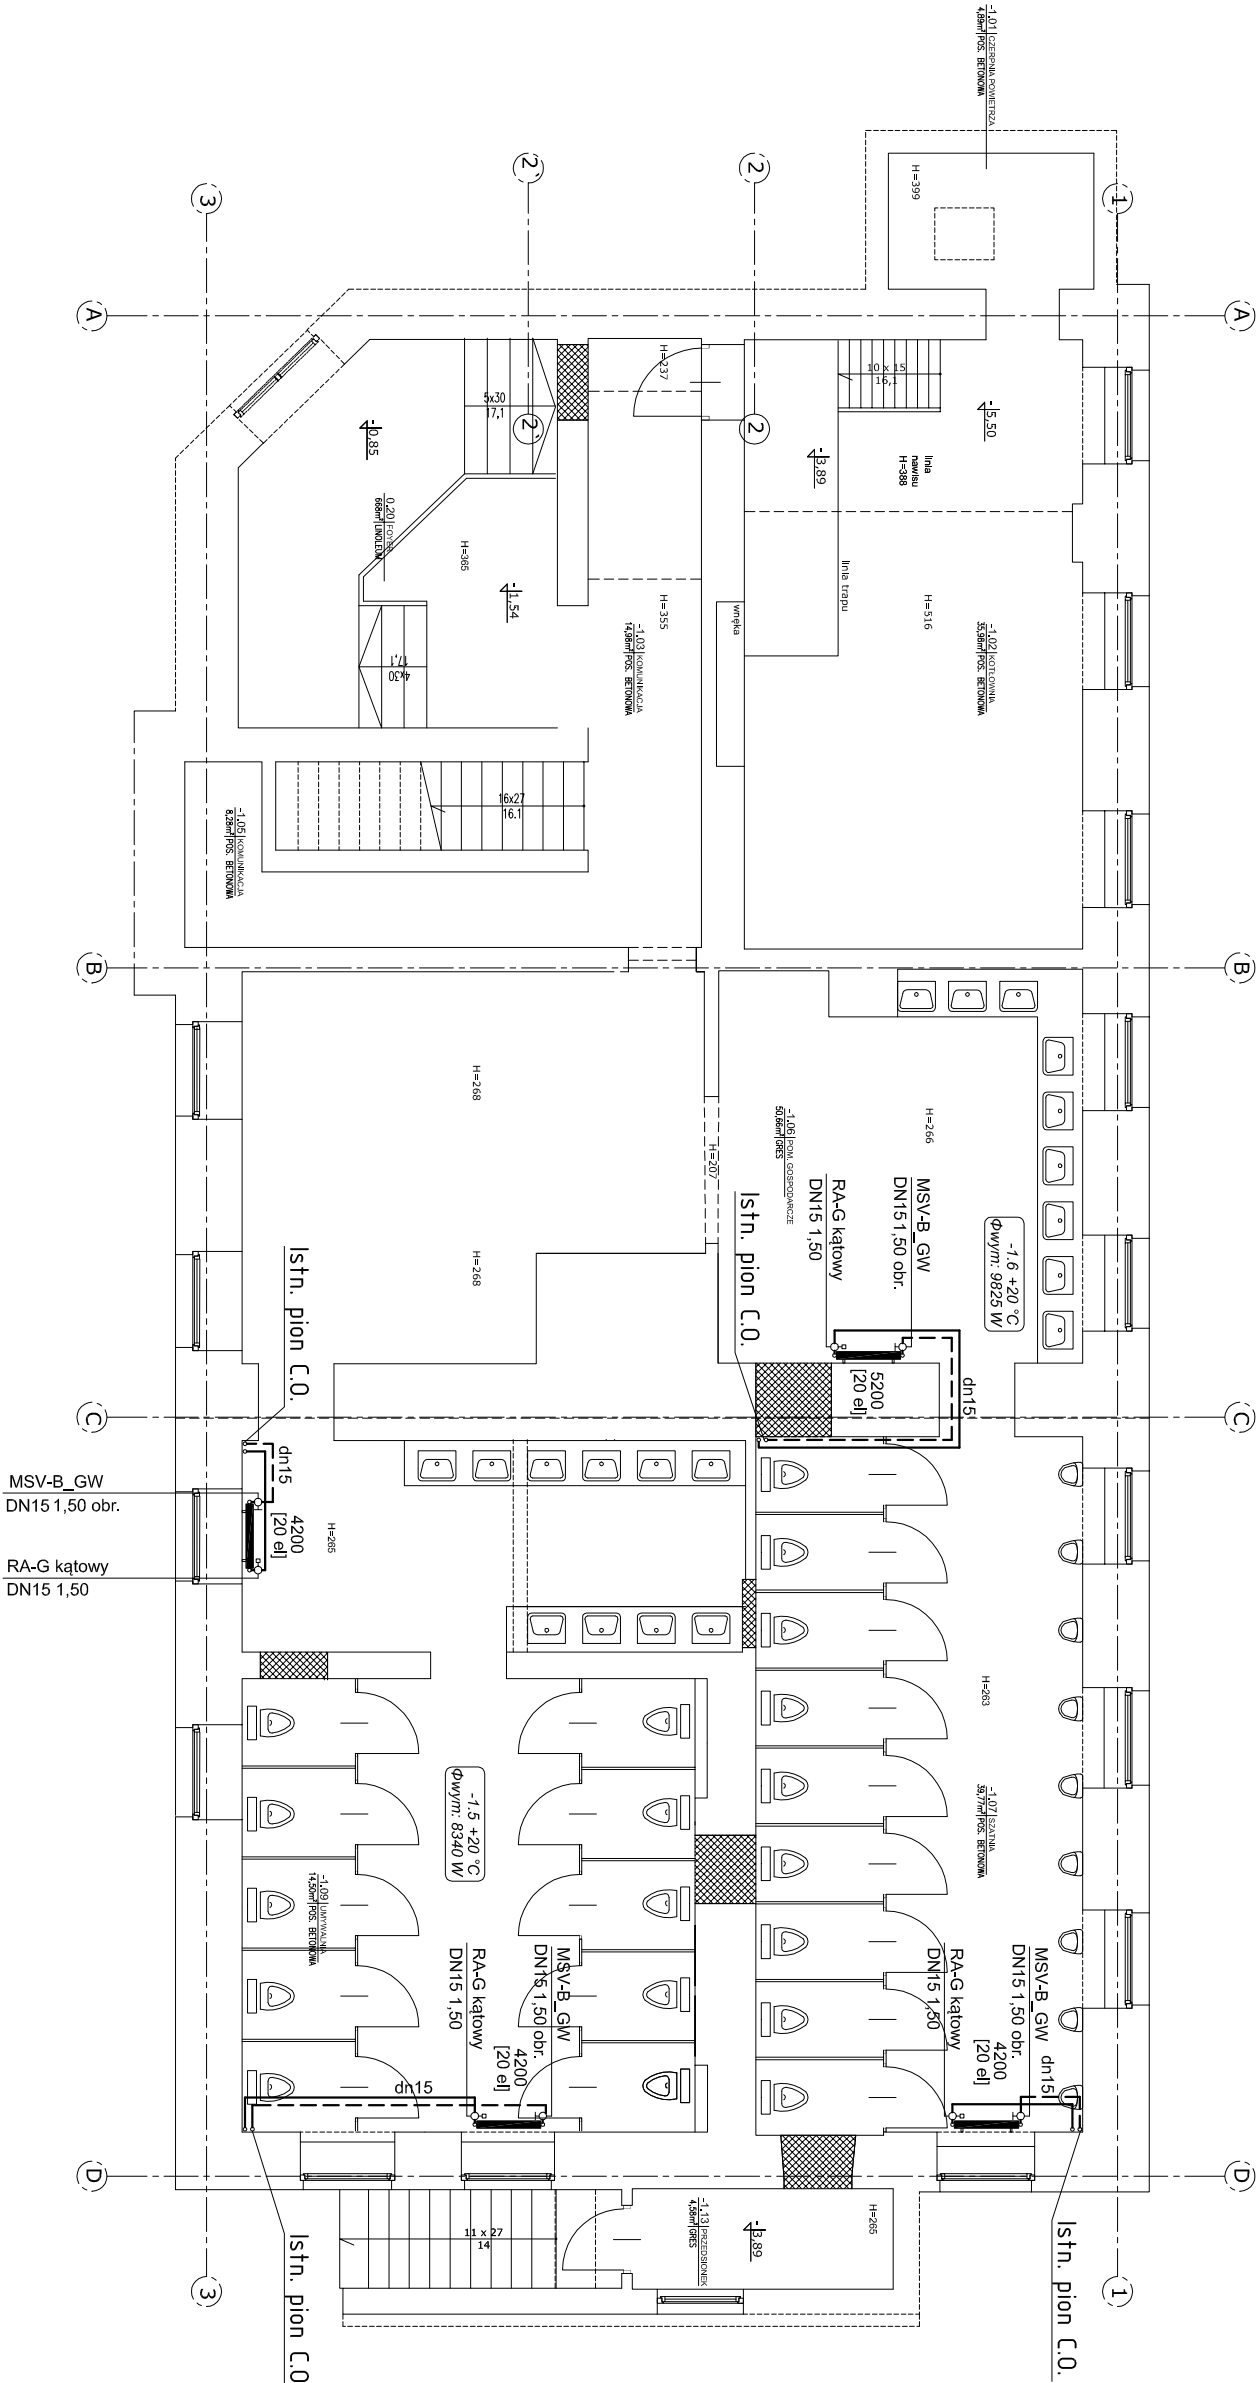 -1.01 CZERPNIA POWIETRZA
4,89m² POS. BETONOWA
H=399
1
2
2`
3
A
A
H=237
10 x 15
16,1
-5,50
-3,89
linia
nawisu
H=388
linia trapu
5x30
17,1
2`
2
-0,85
0.20 FOYER
668m² LINOLEUM
H=365
-1,54
4x30
17,1
H=355
-1.03 KOMUNIKACJA
14,98m² POS. BETONOWA
wnęka
H=516
-1.02 KOTŁOWNIA
35,98m² POS. BETONOWA
16x27
16.1
-1.05 KOMUNIKACJA
8,28m² POS. BETONOWA
B
B
H=268
H=207
H=268
-1.06 POM. GOSPODARCZE
50,66m² GRES
H=266
MSV-B_GW
DN15 1,50 obr.
RA-G kątowy
DN15 1,50
-1.6 +20 °C
Φwym: 9825 W
Istn. pion C.O.
Istn. pion C.O.
5200
[20 el]
dn15
C
C
dn15
4200
[20 el]
H=265
MSV-B_GW
DN15 1,50 obr.
RA-G kątowy
DN15 1,50
H=263
-1.07 SZATNIA
39,77m² POS. BETONOWA
-1.5 +20 °C
Φwym: 8340 W
-1.09 UMYWALNIA
14,50m² POS. BETONOWA
MSV-B_GW
DN15 1,50 obr.
RA-G kątowy
DN15 1,50
4200
[20 el]
dn15
MSV-B_GW
DN15 1,50 obr.
RA-G kątowy
DN15 1,50
4200
[20 el]
dn15
D
D
11 x 27
14
-1.13 PRZEDSIONEK
4,58m² GRES
-3,89
H=265
Istn. pion C.O.
Istn. pion C.O
3
1